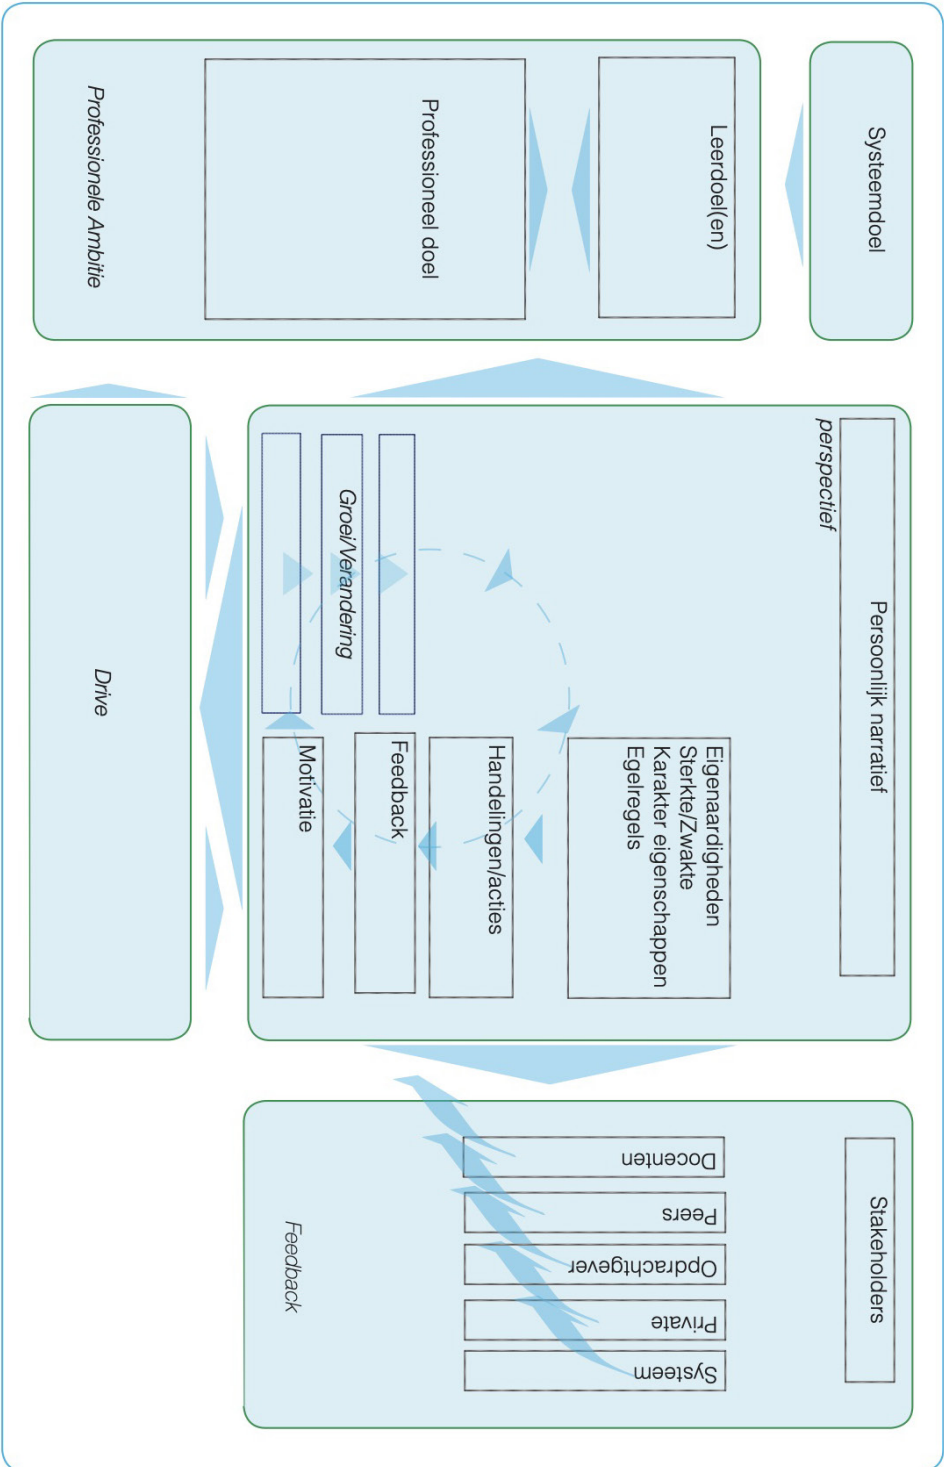 Systeemdoel
Leerdoel(en)
Professioneel doel
Professionele Ambitie
Persoonlijk narratief
perspectief
Eigenaardigheden
Sterkte/Zwakte
Karakter eigenschappen
Egelregels
Handelingen/acties
Feedback
Motivatie
Groei/Verandering
Drive
Stakeholders
Docenten
Peers
Opdrachtgever
Private
Systeem
Feedback